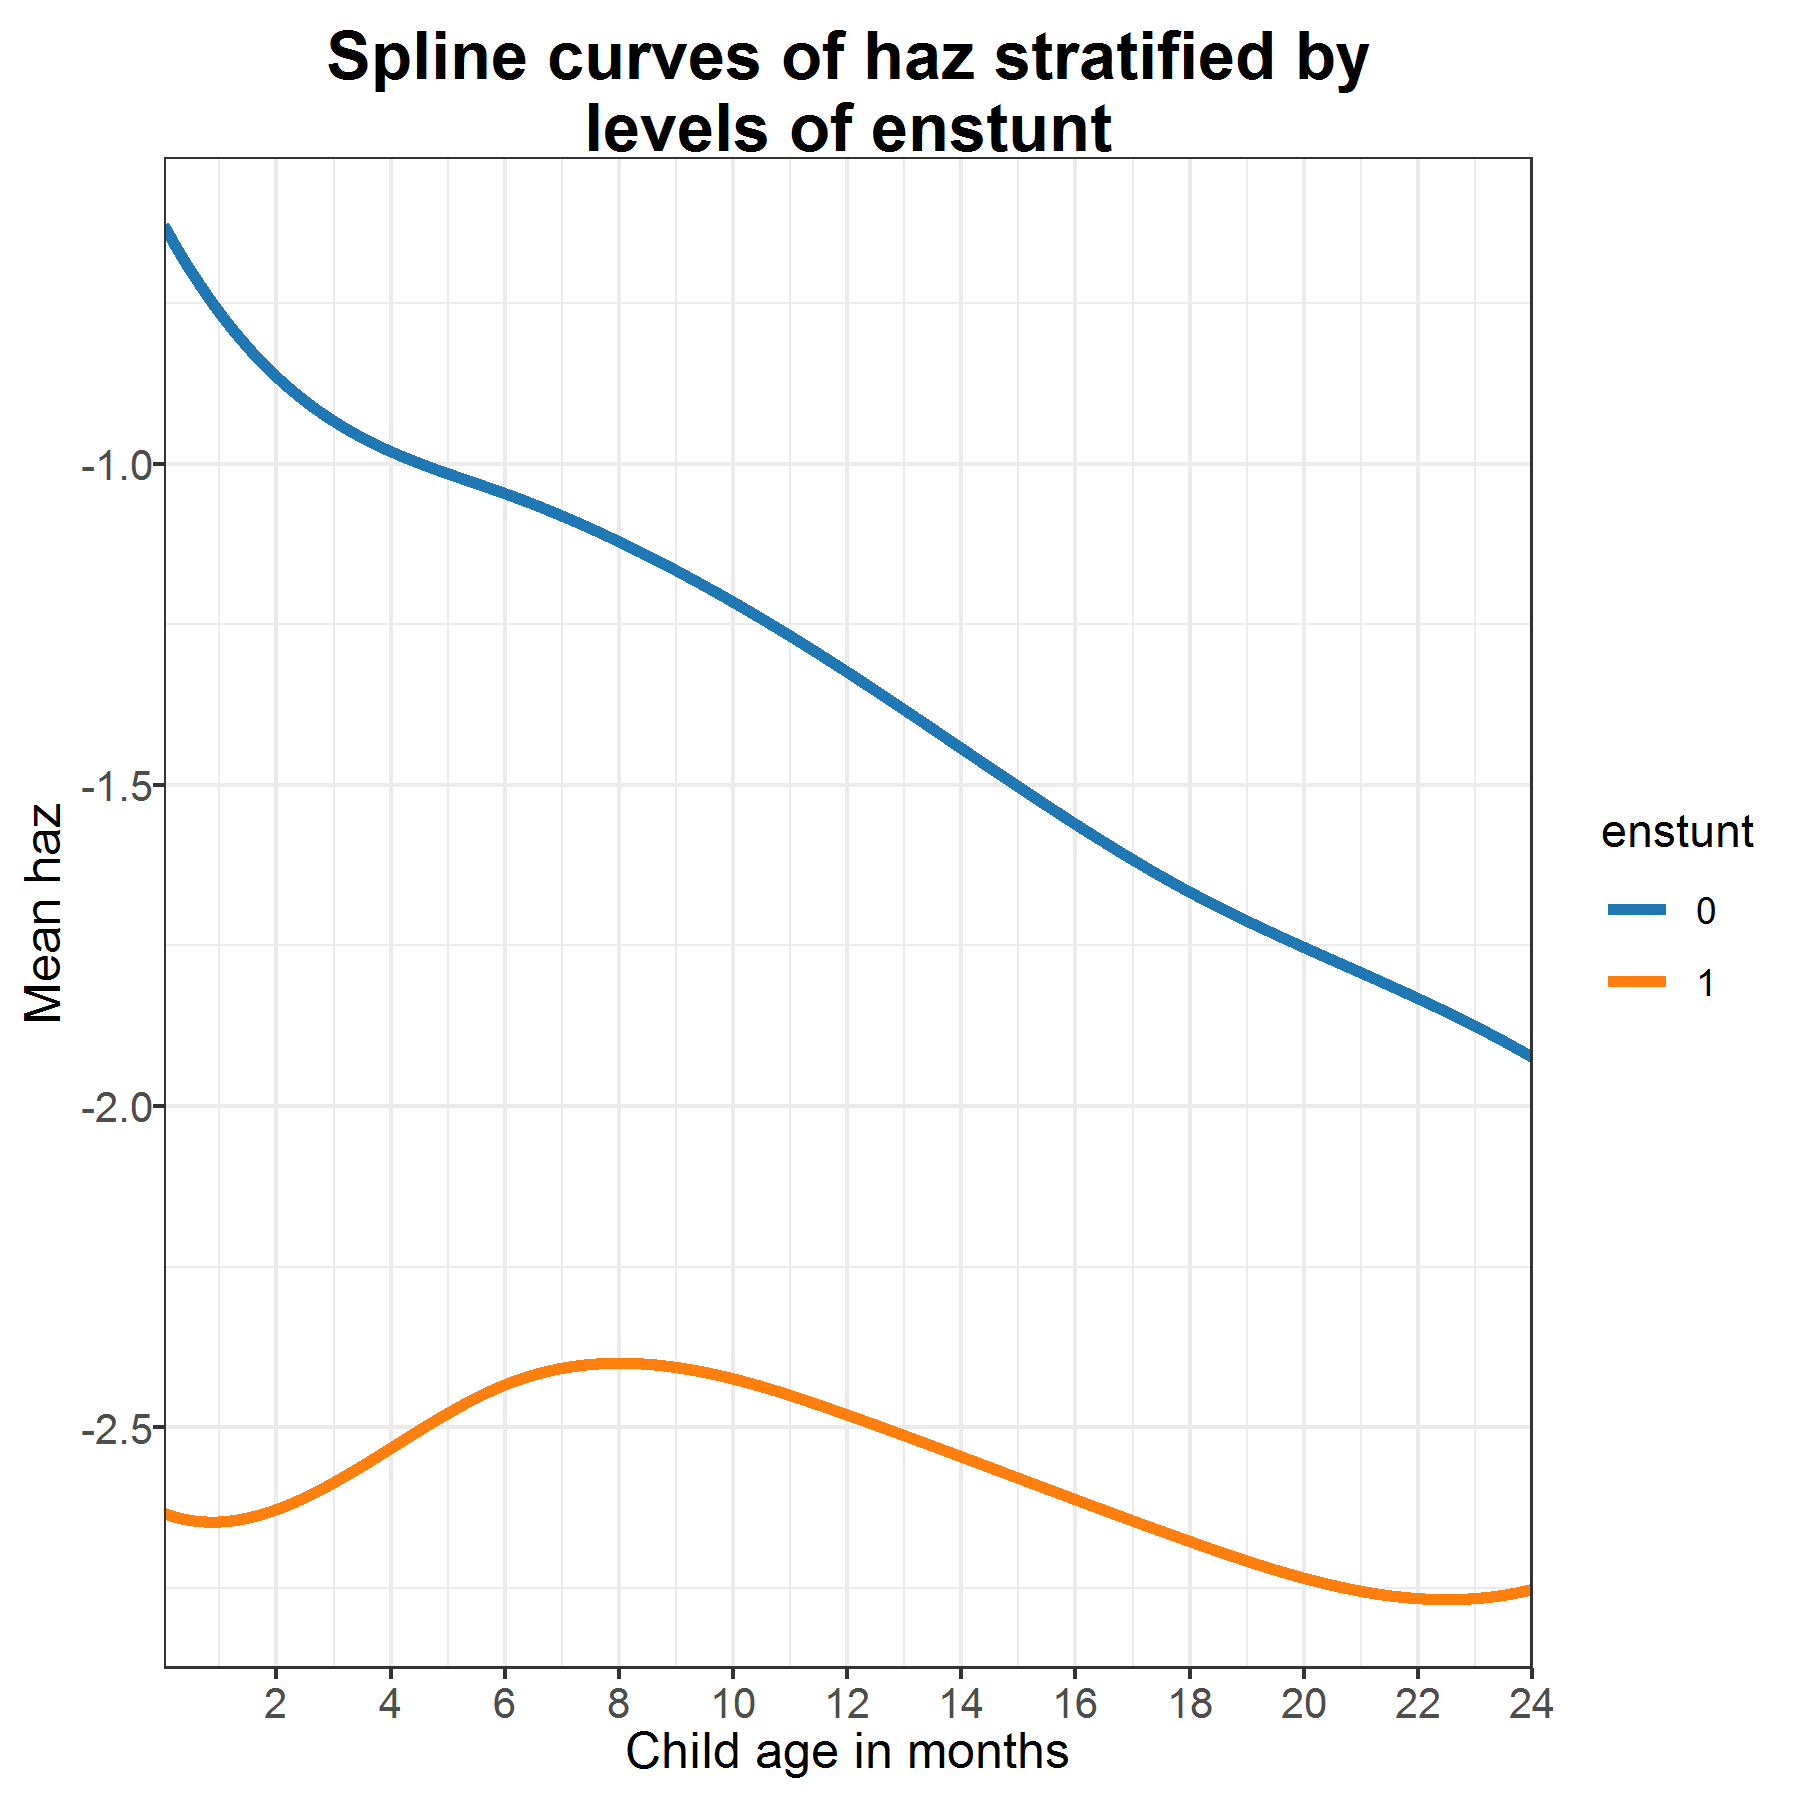 Spline curves of haz stratified by
levels of enstunt
-1.0
-1.5
-2.0
-2.5
Mean haz
2 4 6 8 10 12 14 16 18 20 22 24
Child age in months
enstunt
0
1